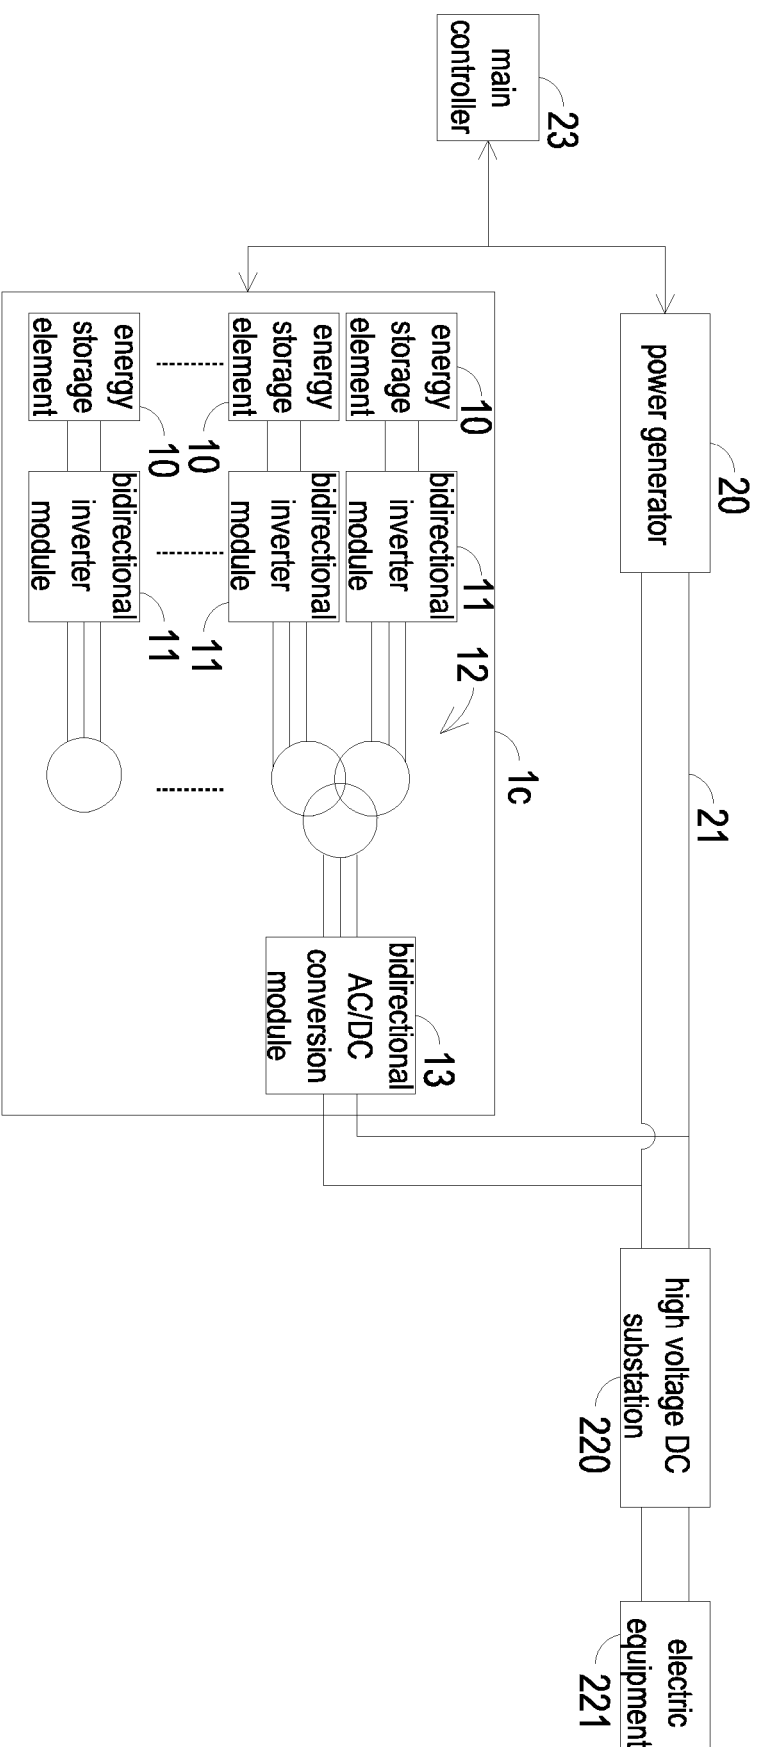 20
power generator
21
high voltage DC
substation
220
electric
equipment
221
23
main
controller
1c
12
energy
storage
element
10
bidirectional
inverter
module
11
energy
storage
element
10
bidirectional
inverter
module
11
energy
storage
element
10
bidirectional
inverter
module
11
bidirectional
AC/DC
conversion
module
13